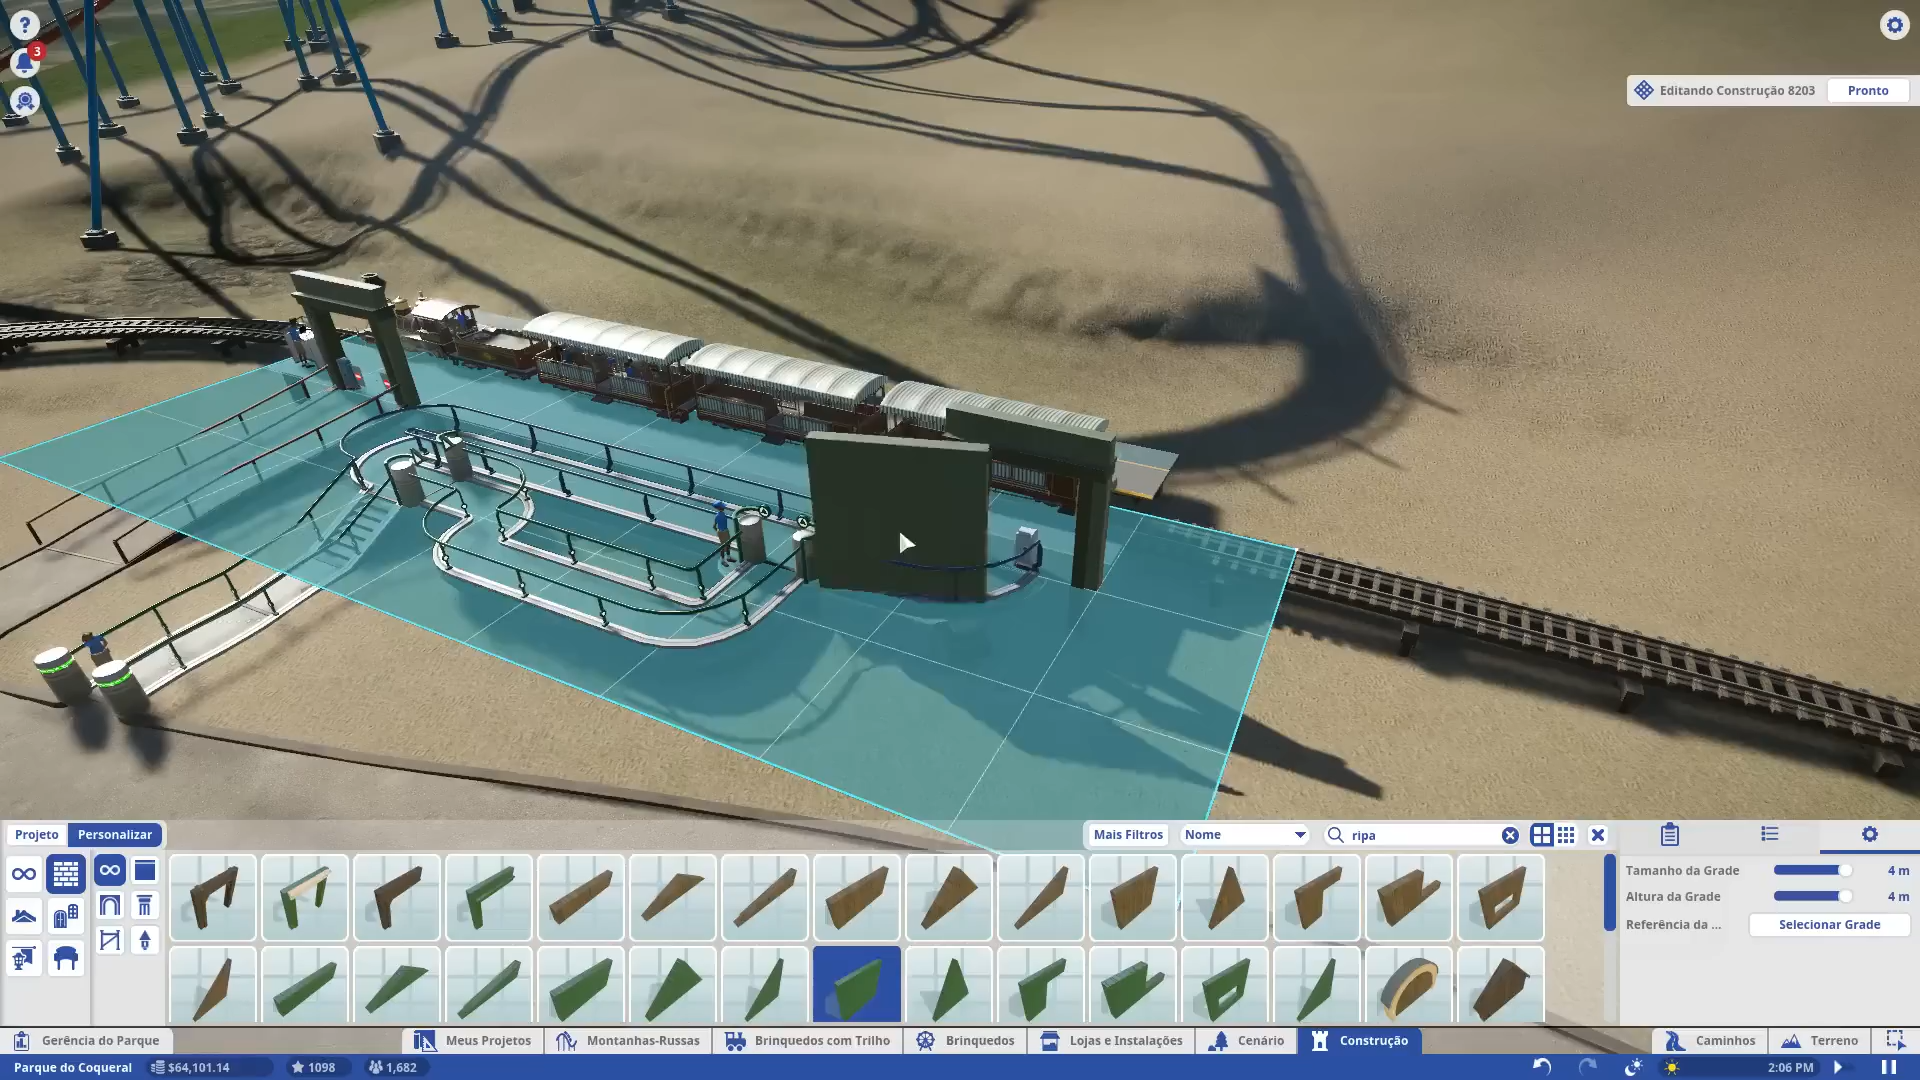 ?
3
Editando Construção 8203
Pronto
Projeto
Personalizar
Mais Filtros
Nome
ripa
Tamanho da Grade
4 m
Altura da Grade
4 m
Referência da ...
Selecionar Grade
Gerência do Parque
Meus Projetos
Montanhas-Russas
Brinquedos com Trilho
Brinquedos
Lojas e Instalações
Cenário
Construção
Caminhos
Terreno
Parque do Coqueral
$64,101.14
1098
1,682
2:06 PM